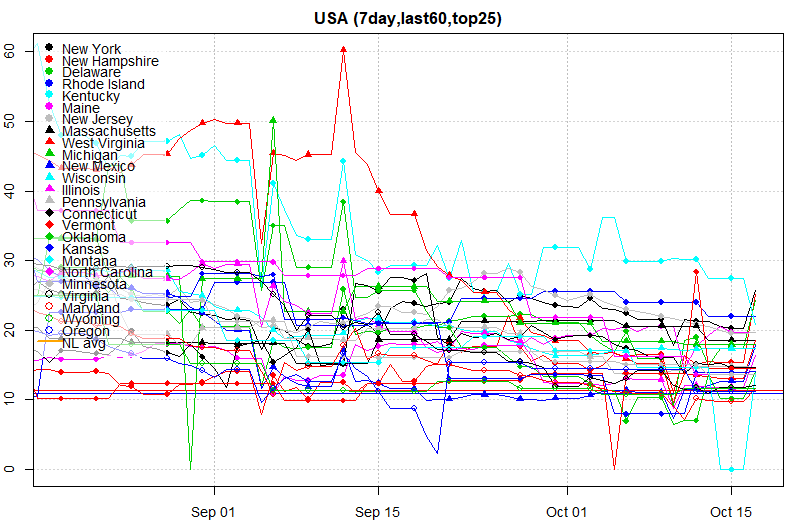 USA (7day,last60,top25)
60
50
40
30
20
10
0
New York
New Hampshire
Delaware
Rhode Island
Kentucky
Maine
New Jersey
Massachusetts
West Virginia
Michigan
New Mexico
Wisconsin
Illinois
Pennsylvania
Connecticut
Vermont
Oklahoma
Kansas
Montana
North Carolina
Minnesota
Virginia
Maryland
Wyoming
Oregon
NL avg
Sep 01
Sep 15
Oct 01
Oct 15